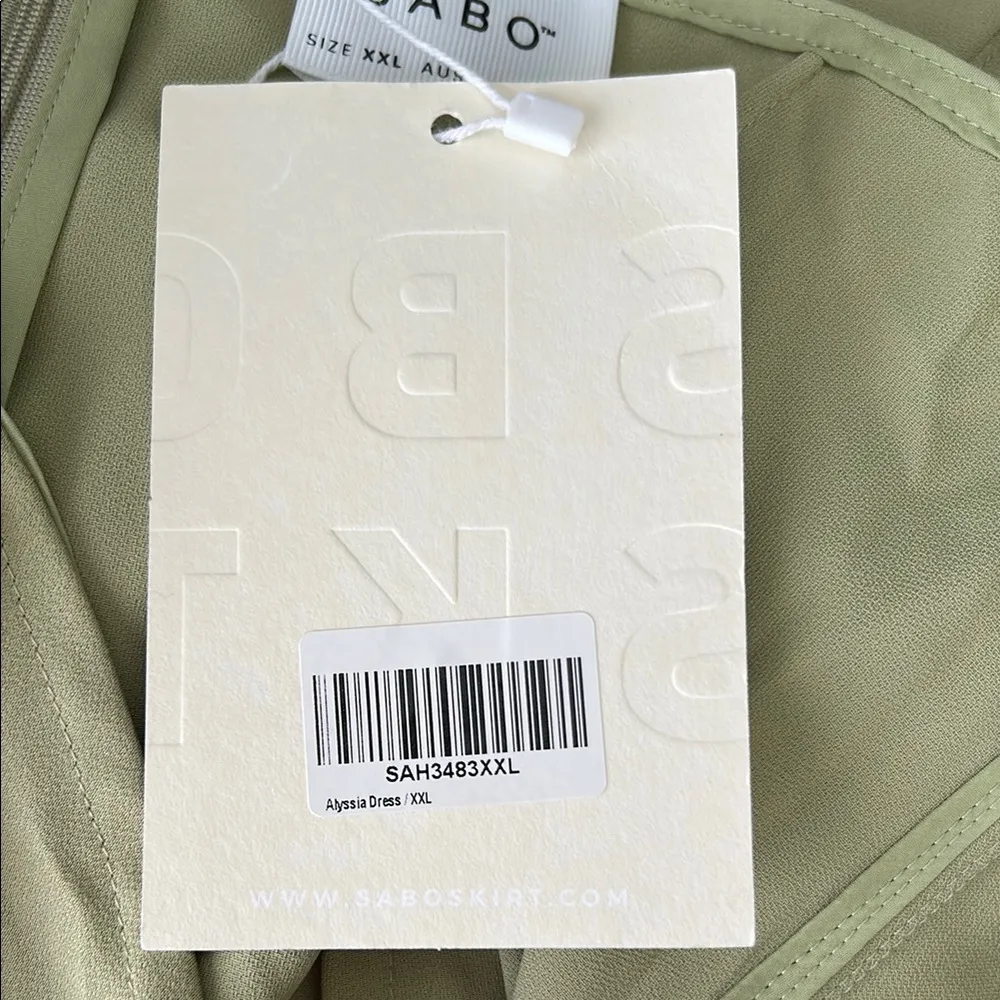 SABO™
SIZE XXL AUS
SAH3483XXL
Alyssia Dress / XXL
WWW.SABOSKIRT.COM